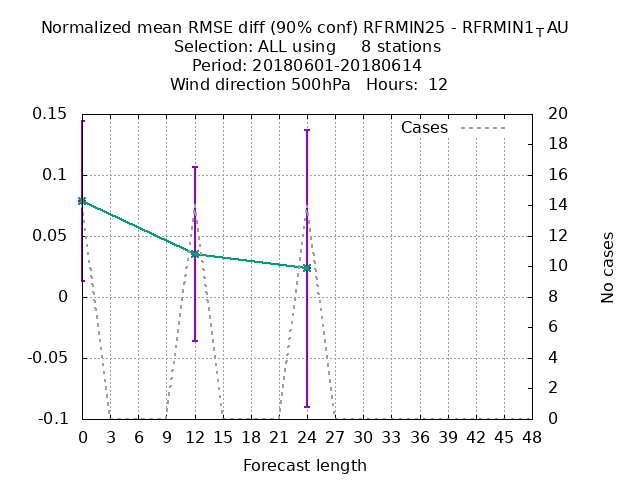 Normalized mean RMSE diff (90% conf) RFRMIN25 - RFRMIN1TAU
Selection: ALL using     8 stations
Period: 20180601-20180614
Wind direction 500hPa   Hours:  12
Cases
0.15
0.1
0.05
0
-0.05
-0.1
20
18
16
14
12
10
8
6
4
2
0
No cases
0 3 6 9 12 15 18 21 24 27 30 33 36 39 42 45 48
Forecast length